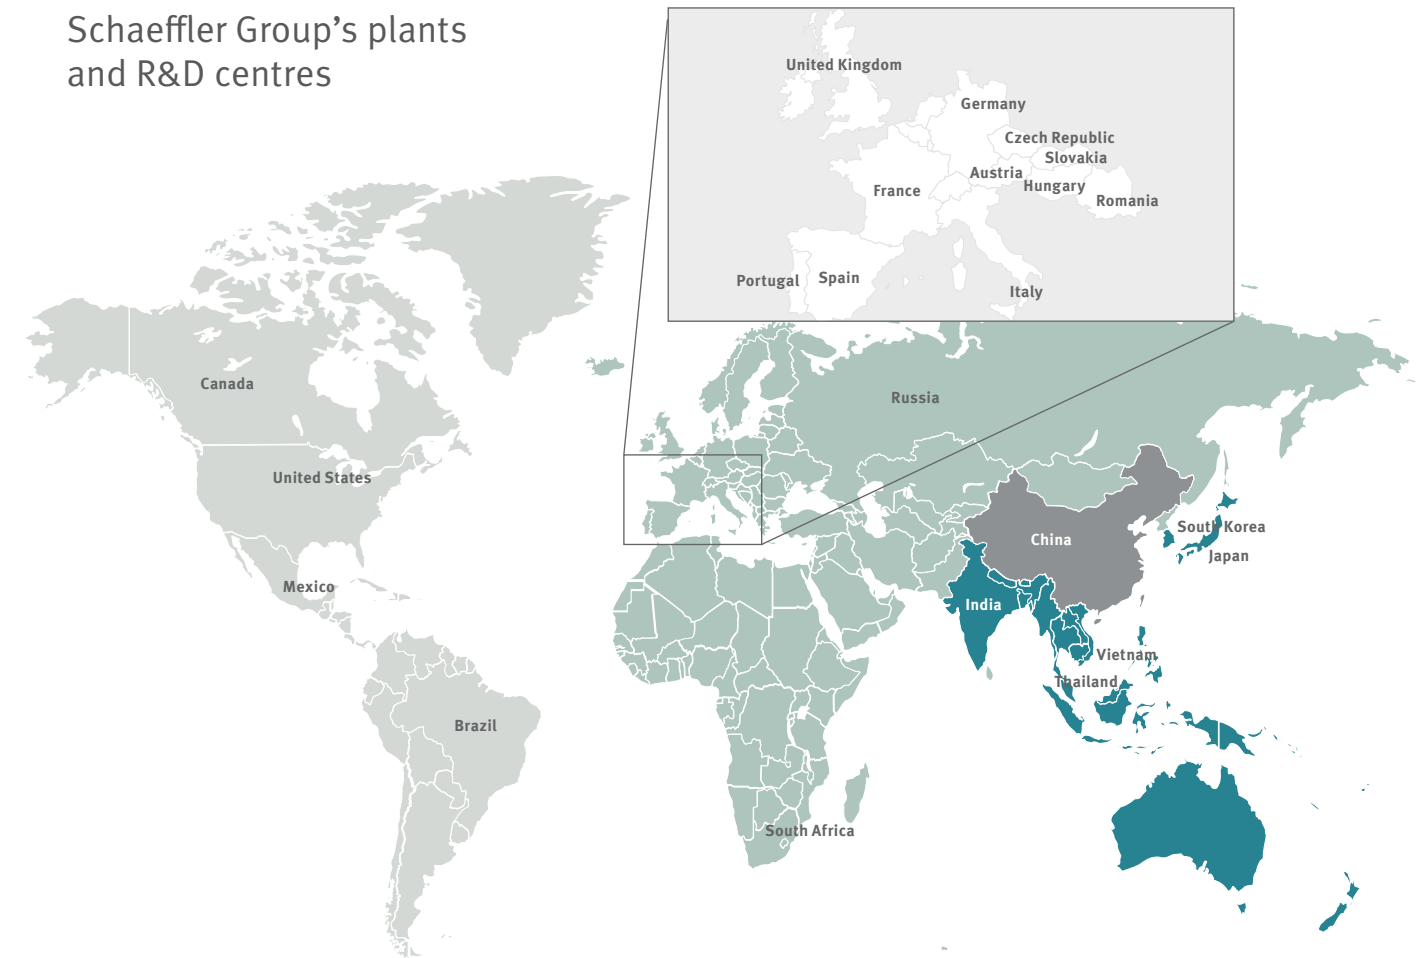 Schaeffler Group's plants
and R&D centres
United Kingdom
Germany
Czech Republic
Slovakia
Austria
Hungary
France
Romania
Portugal
Spain
Italy
Canada
Russia
United States
South Korea
China
Japan
Mexico
India
Vietnam
Thailand
Brazil
South Africa